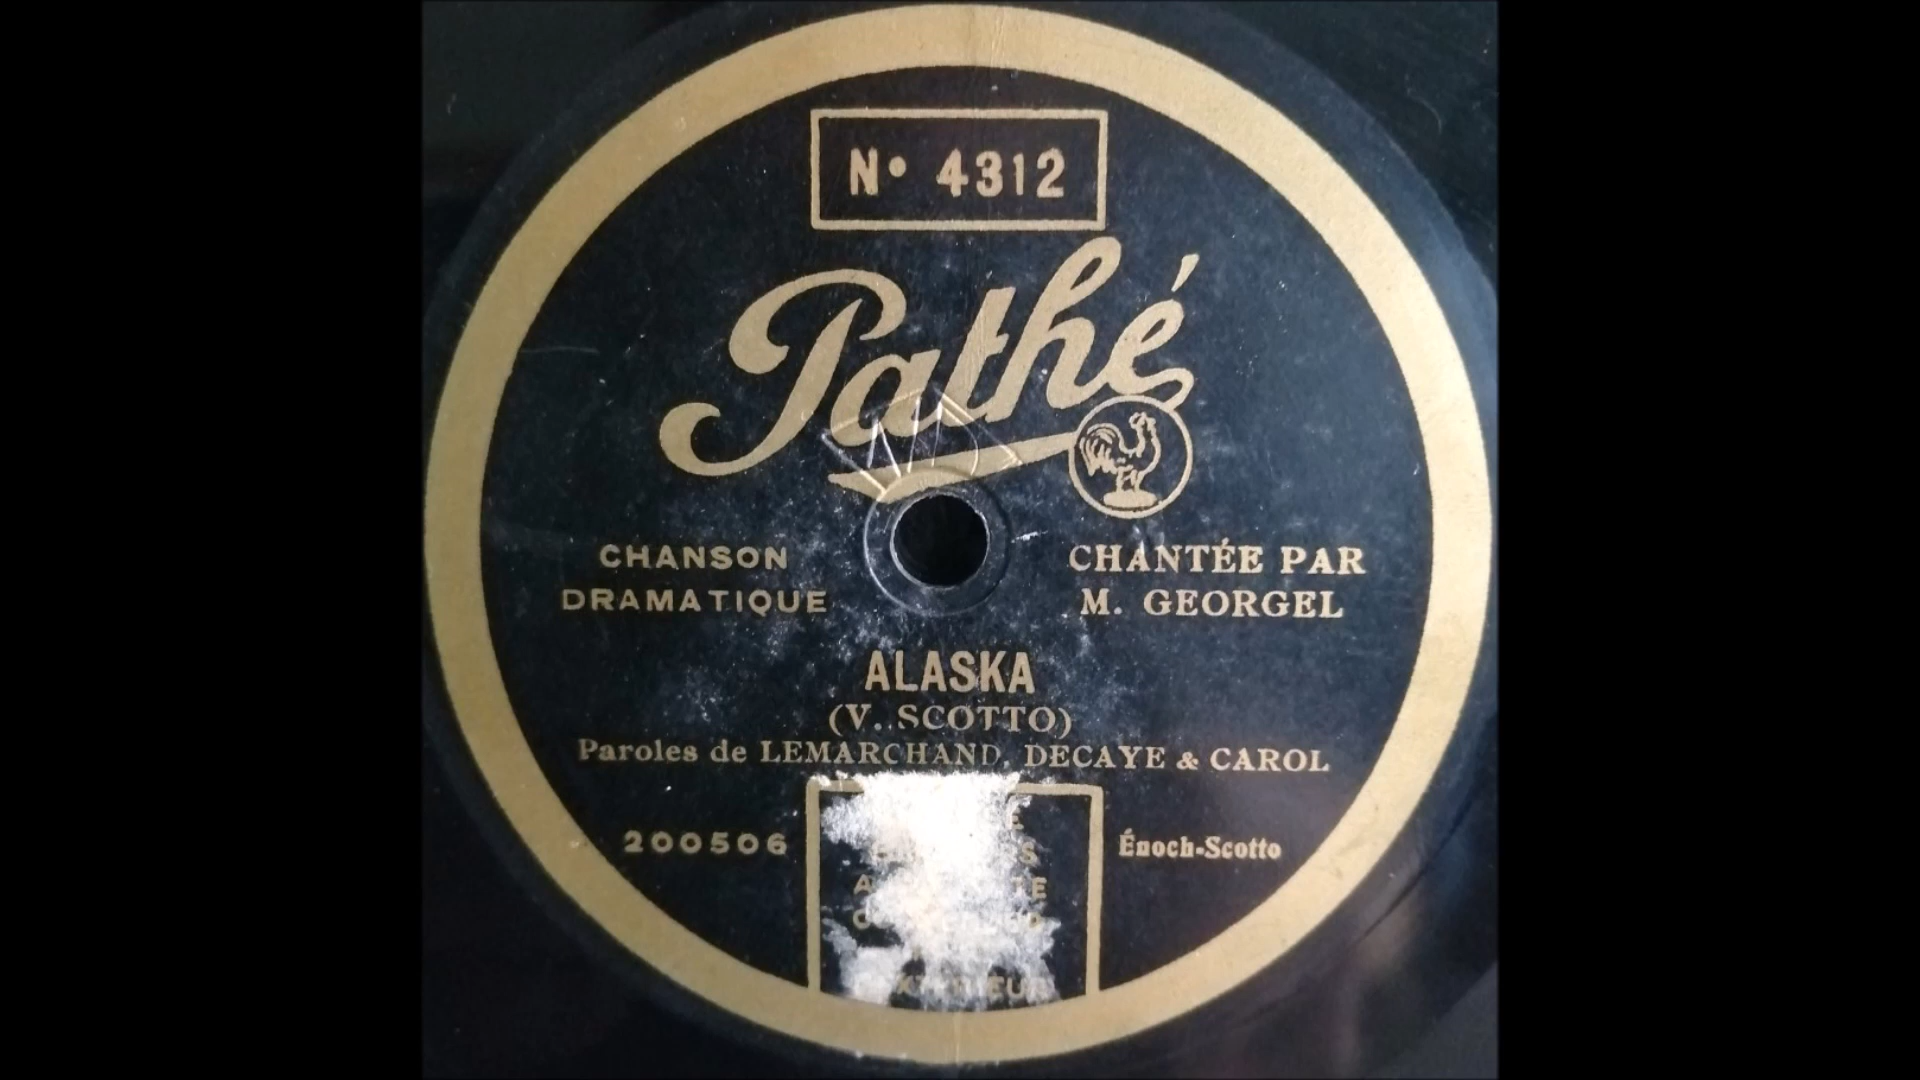 N° 4312
Pathé
CHANSON
DRAMATIQUE
CHANTÉE PAR
M. GEORGEL
ALASKA
(V. SCOTTO)
Paroles de LEMARCHAND, DECAYE & CAROL
200506
Énoch-Scotto